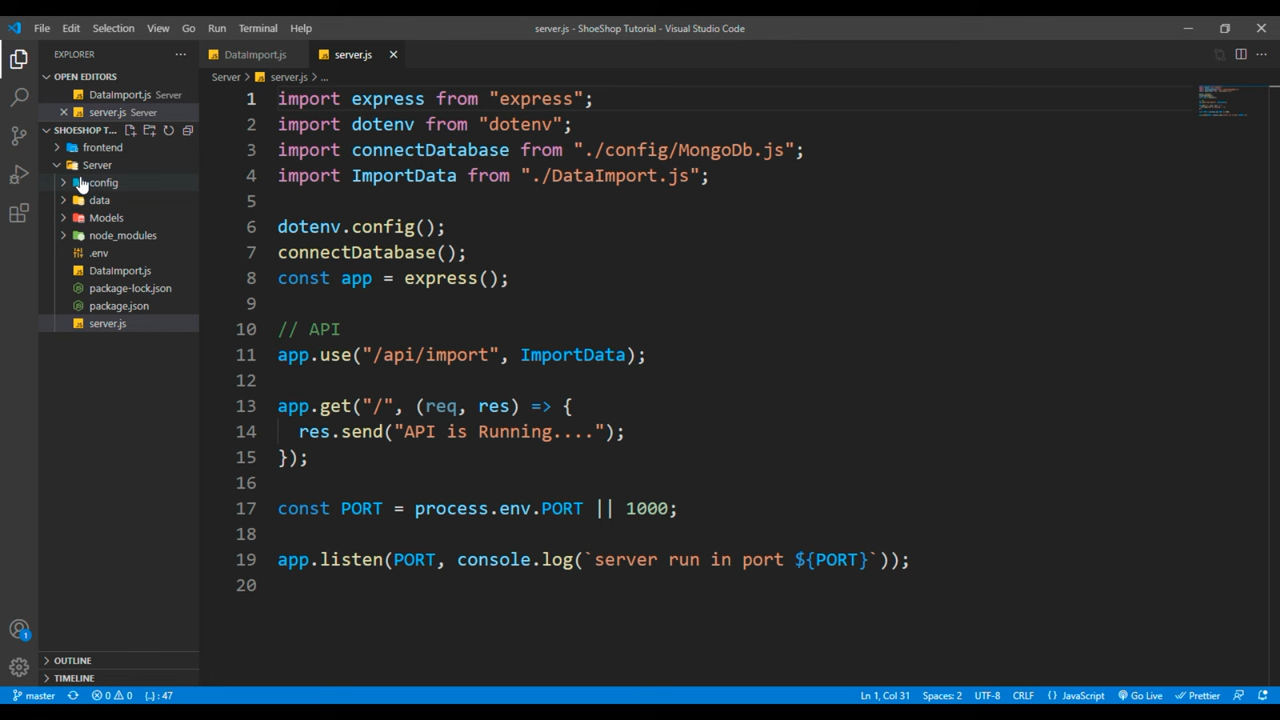 File Edit Selection View Go Run Terminal Help server.js - ShoeShop Tutorial - Visual Studio Code
EXPLORER
OPEN EDITORS
DataImport.js Server
server.js Server
SHOESHOP T...
frontend
Server
config
data
Models
node_modules
.env
DataImport.js
package-lock.json
package.json
server.js
OUTLINE
TIMELINE
DataImport.js server.js
Server server.js ...
1 import express from "express";
2 import dotenv from "dotenv";
3 import connectDatabase from "./config/MongoDb.js";
4 import ImportData from "./DataImport.js";
5
6 dotenv.config();
7 connectDatabase();
8 const app = express();
9
10 // API
11 app.use("/api/import", ImportData);
12
13 app.get("/", (req, res) => {
14 res.send("API is Running....");
15 });
16
17 const PORT = process.env.PORT || 1000;
18
19 app.listen(PORT, console.log(`server run in port ${PORT}`));
20
1
master 0 0 {..} : 47 Ln 1, Col 31 Spaces: 2 UTF-8 CRLF {} JavaScript Go Live Prettier